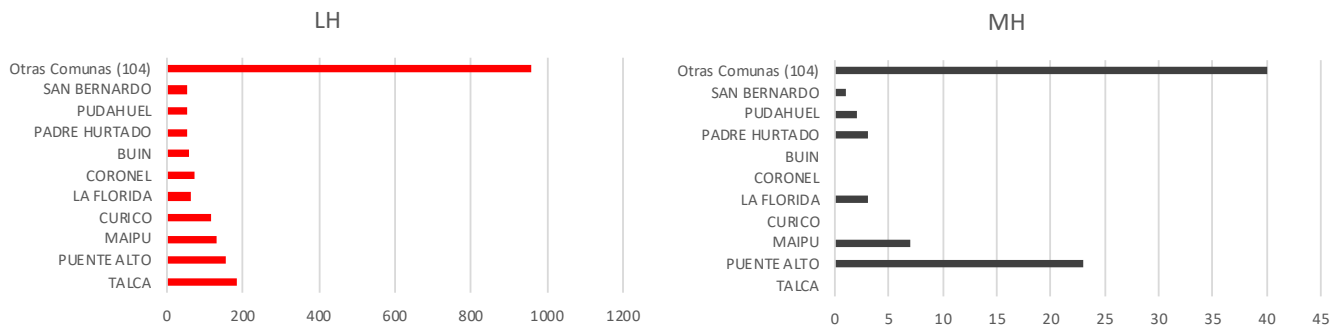 LH
Otras Comunas (104)
SAN BERNARDO
PUDAHUEL
PADRE HURTADO
BUIN
CORONEL
LA FLORIDA
CURICO
MAIPU
PUENTE ALTO
TALCA
0 200 400 600 800 1000 1200
MH
Otras Comunas (104)
SAN BERNARDO
PUDAHUEL
PADRE HURTADO
BUIN
CORONEL
LA FLORIDA
CURICO
MAIPU
PUENTE ALTO
TALCA
0 5 10 15 20 25 30 35 40 45